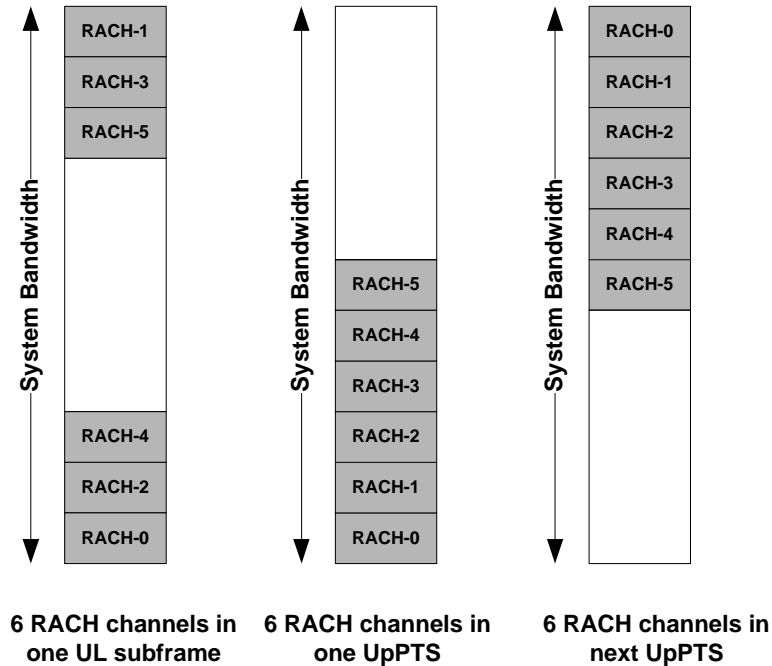 System Bandwidth
RACH-1
RACH-3
RACH-5
RACH-4
RACH-2
RACH-0
6 RACH channels in
one UL subframe
System Bandwidth
RACH-5
RACH-4
RACH-3
RACH-2
RACH-1
RACH-0
6 RACH channels in
one UpPTS
System Bandwidth
RACH-0
RACH-1
RACH-2
RACH-3
RACH-4
RACH-5
6 RACH channels in
next UpPTS